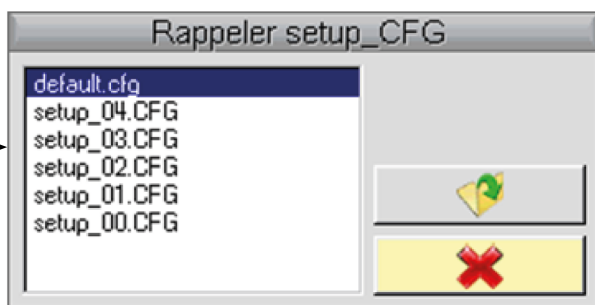 Rappeler setup_CFG
default.cfg
setup_04.CFG
setup_03.CFG
setup_02.CFG
setup_01.CFG
setup_00.CFG